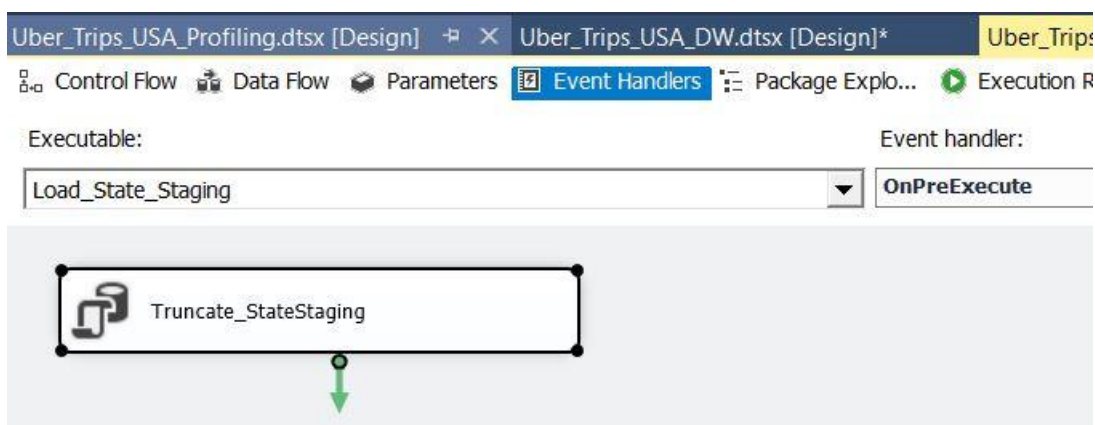 Uber_Trips_USA_Profiling.dtsx [Design] Uber_Trips_USA_DW.dtsx [Design]* Uber_Trips
Control Flow Data Flow Parameters Event Handlers Package Explo... Execution R
Executable: Event handler:
Load_State_Staging OnPreExecute
Truncate_StateStaging